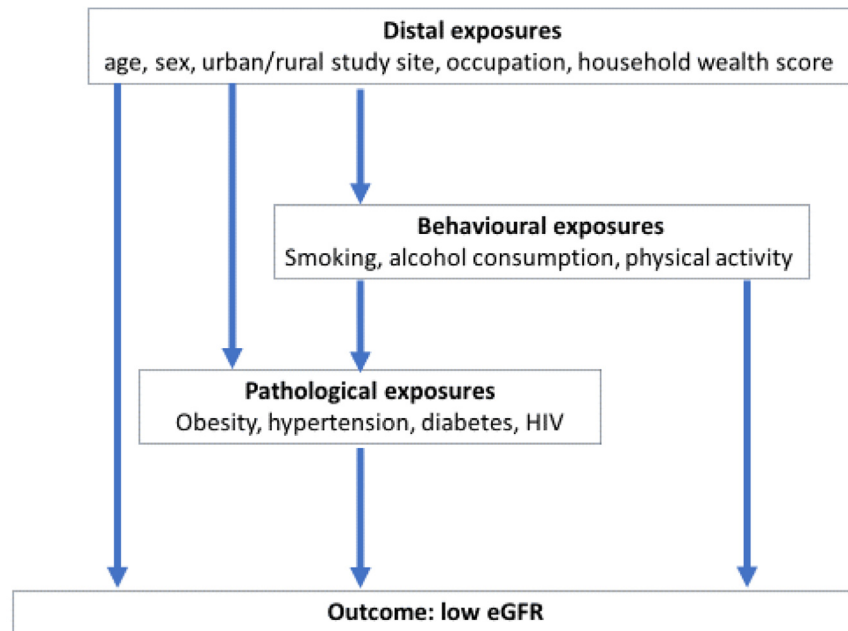 Distal exposures
age, sex, urban/rural study site, occupation, household wealth score
Behavioural exposures
Smoking, alcohol consumption, physical activity
Pathological exposures
Obesity, hypertension, diabetes, HIV
Outcome: low eGFR